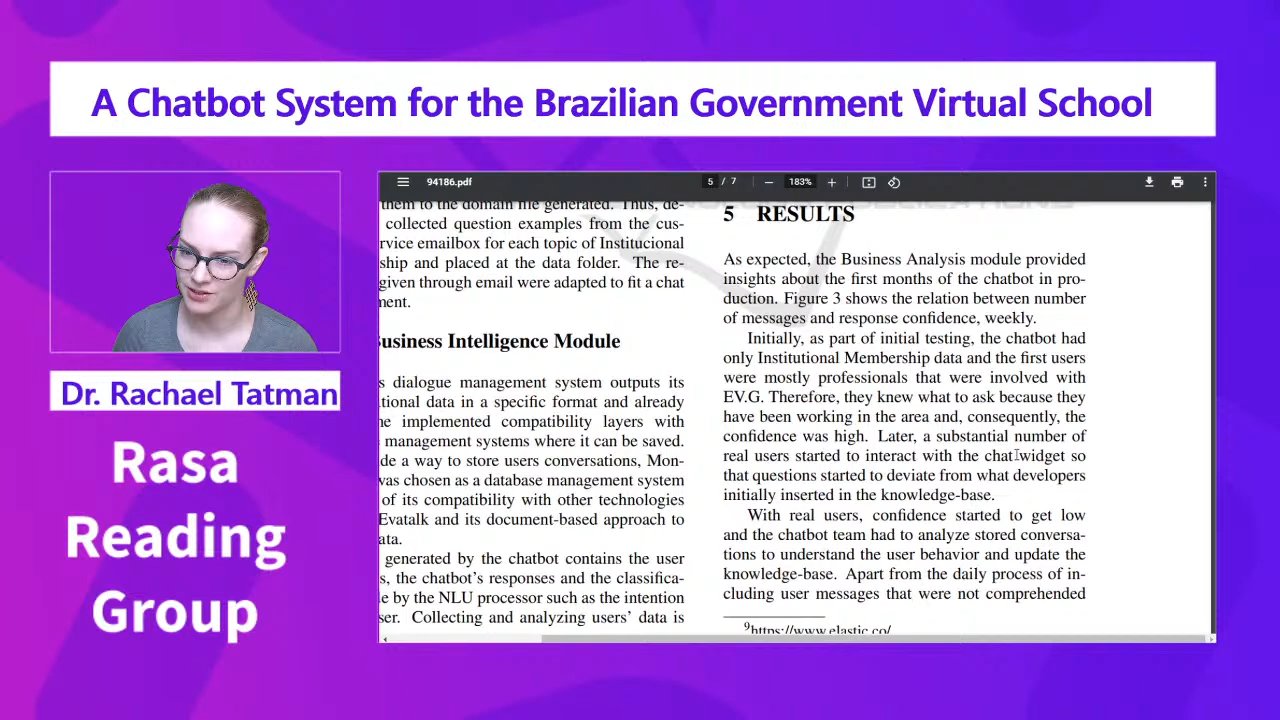 A Chatbot System for the Brazilian Government Virtual School
94186.pdf
5 / 7
183%
them to the domain file generated. Thus, de-
collected question examples from the cus-
rvice emailbox for each topic of Institucional
ship and placed at the data folder. The re-
given through email were adapted to fit a chat
ment.
Business Intelligence Module
s dialogue management system outputs its
tional data in a specific format and already
ne implemented compatibility layers with
management systems where it can be saved.
de a way to store users conversations, Mon-
was chosen as a database management system
of its compatibility with other technologies
Evatalk and its document-based approach to
ata.
generated by the chatbot contains the user
s, the chatbot's responses and the classifica-
e by the NLU processor such as the intention
ser. Collecting and analyzing users' data is
5 RESULTS
As expected, the Business Analysis module provided
insights about the first months of the chatbot in pro-
duction. Figure 3 shows the relation between number
of messages and response confidence, weekly.
Initially, as part of initial testing, the chatbot had
only Institutional Membership data and the first users
were mostly professionals that were involved with
EV.G. Therefore, they knew what to ask because they
have been working in the area and, consequently, the
confidence was high. Later, a substantial number of
real users started to interact with the chat widget so
that questions started to deviate from what developers
initially inserted in the knowledge-base.
With real users, confidence started to get low
and the chatbot team had to analyze stored conversa-
tions to understand the user behavior and update the
knowledge-base. Apart from the daily process of in-
cluding user messages that were not comprehended
9https://www.elastic.co/
Dr. Rachael Tatman
Rasa
Reading
Group